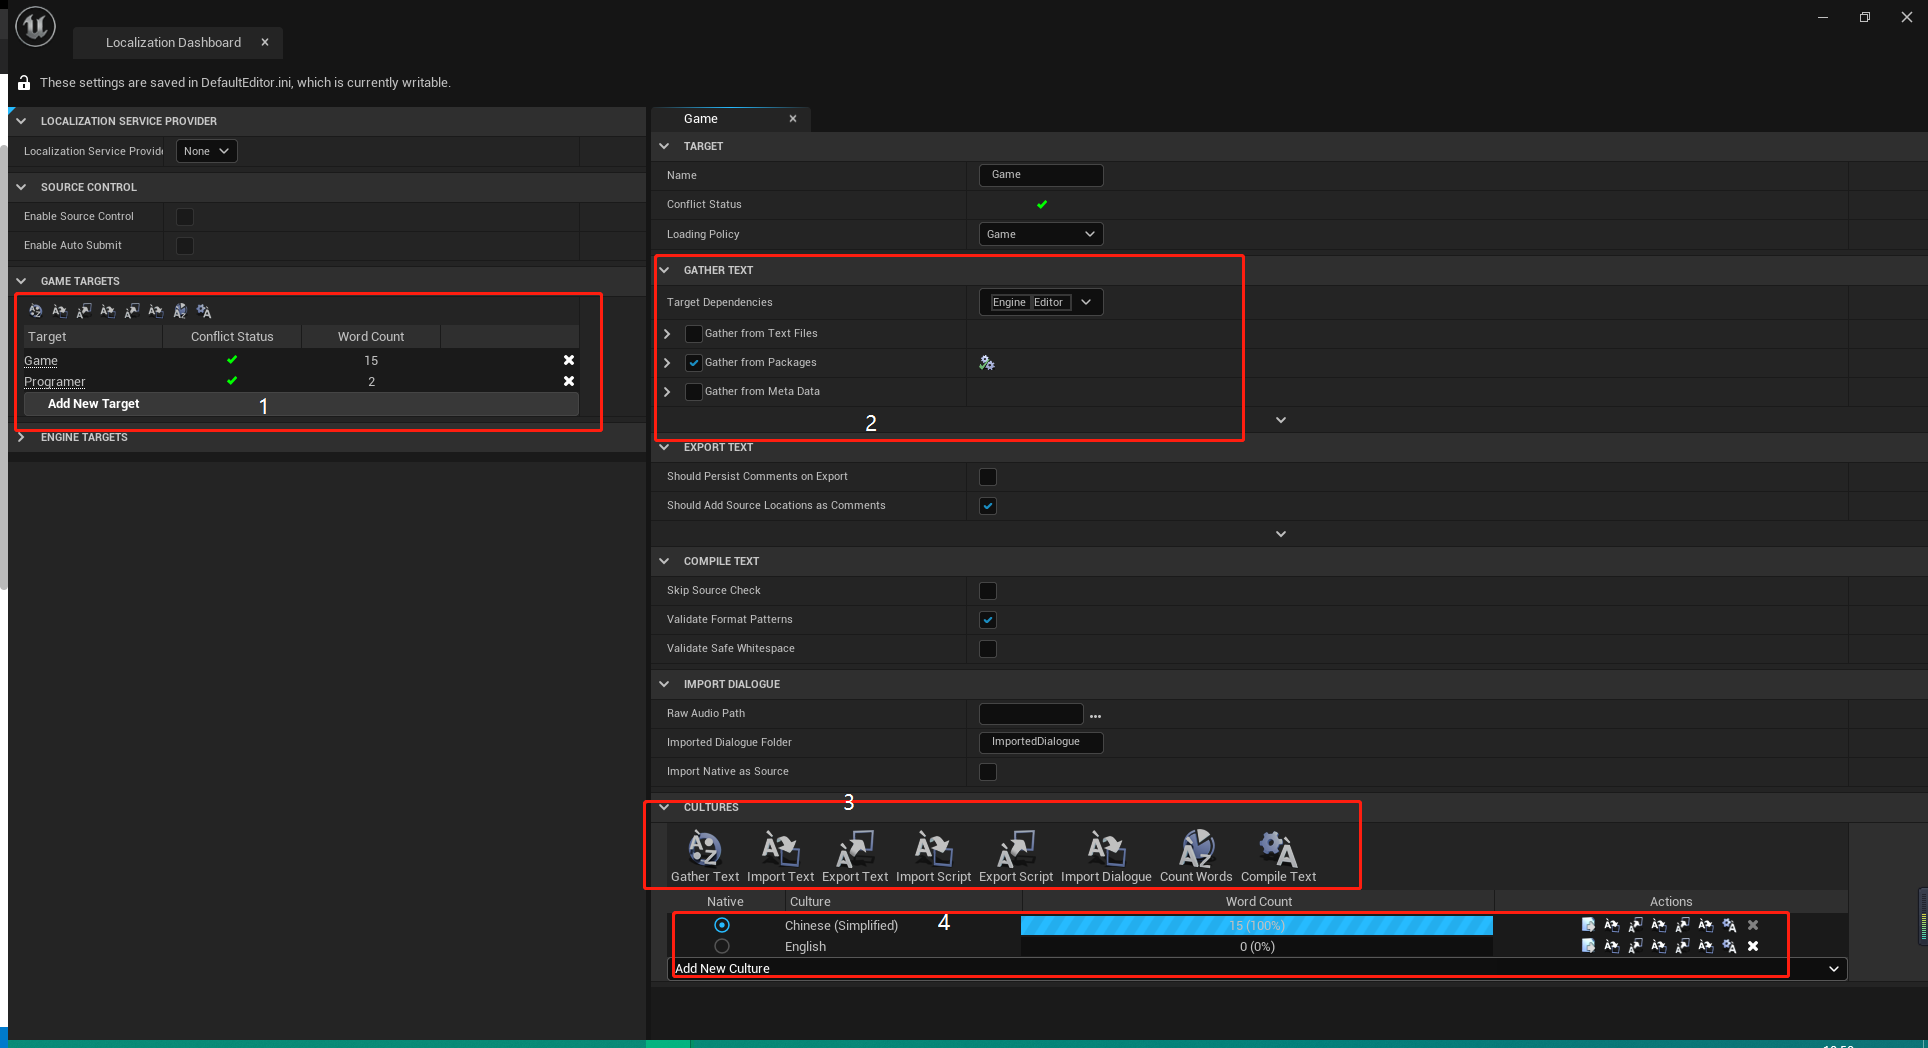 Localization Dashboard
These settings are saved in DefaultEditor.ini, which is currently writable.
LOCALIZATION SERVICE PROVIDER
Localization Service Provide
None
SOURCE CONTROL
Enable Source Control
Enable Auto Submit
GAME TARGETS
Target Conflict Status Word Count
Game 15
Programer 2
Add New Target
1
ENGINE TARGETS
Game
TARGET
Name Game
Conflict Status
Loading Policy Game
GATHER TEXT
Target Dependencies Engine Editor
Gather from Text Files
Gather from Packages
Gather from Meta Data
2
EXPORT TEXT
Should Persist Comments on Export
Should Add Source Locations as Comments
COMPILE TEXT
Skip Source Check
Validate Format Patterns
Validate Safe Whitespace
IMPORT DIALOGUE
Raw Audio Path ...
Imported Dialogue Folder ImportedDialogue
Import Native as Source
3
CULTURES
Gather Text Import Text Export Text Import Script Export Script Import Dialogue Count Words Compile Text
Native Culture Word Count Actions
Chinese (Simplified) 4 15 (100%)
English 0 (0%)
Add New Culture